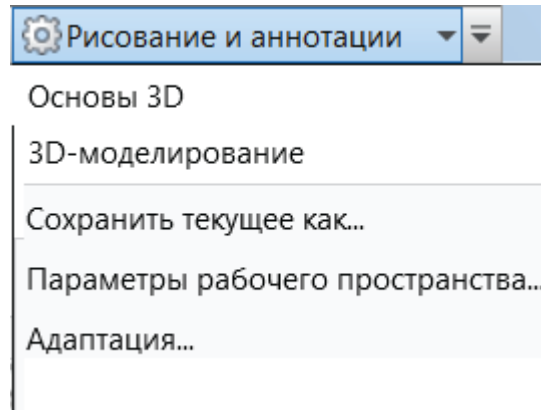 Рисование и аннотации
Основы 3D
3D-моделирование
Сохранить текущее как...
Параметры рабочего пространства...
Адаптация...